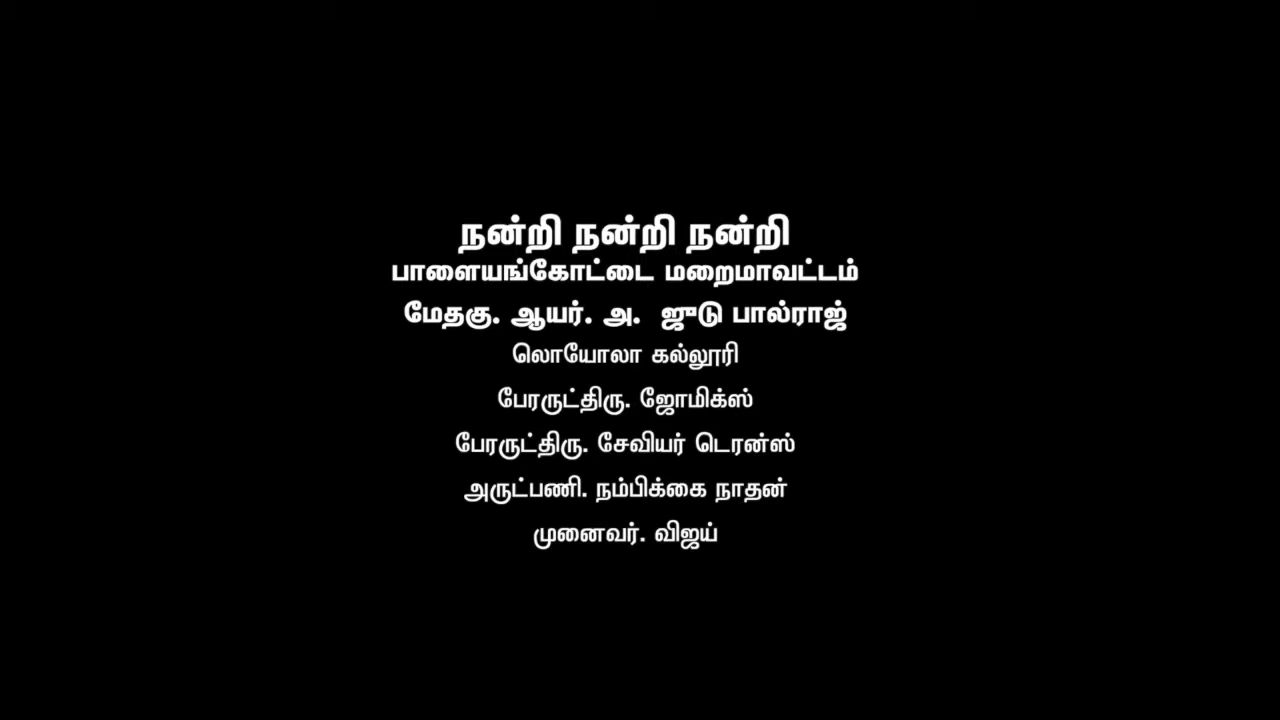 நன்றி நன்றி நன்றி
பாளையங்கோட்டை மறைமாவட்டம்
மேதகு. ஆயர். அ. ஜுடு பால்ராஜ்
லொயோலா கல்லூரி
பேரருட்திரு. ஜோமிக்ஸ்
பேரருட்திரு. சேவியர் டெரன்ஸ்
அருட்பணி. நம்பிக்கை நாதன்
முனைவர். விஜய்